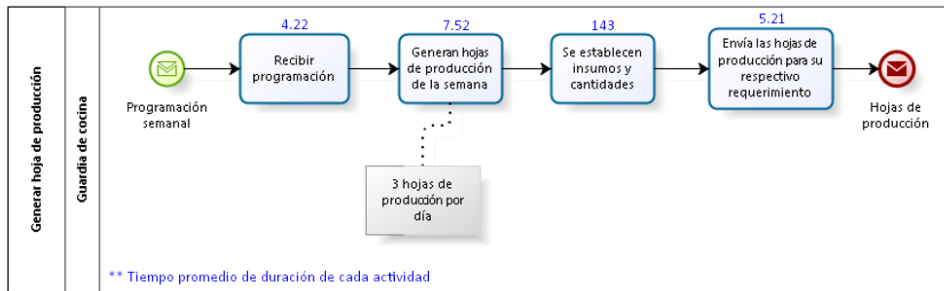 Generar hoja de producción
Guardia de cocina
Programación
semanal
4.22
Recibir
programación
7.52
Generan hojas
de producción
de la semana
3 hojas de
producción por
día
143
Se establecen
insumos y
cantidades
5.21
Envía las hojas de
producción para su
respectivo
requerimiento
Hojas de
producción
** Tiempo promedio de duración de cada actividad